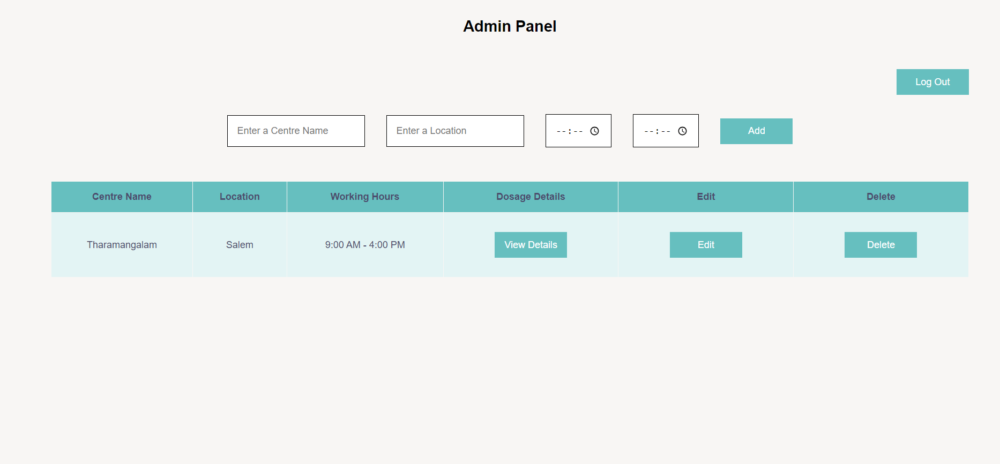 Admin Panel
Log Out
Enter a Centre Name Enter a Location --:-- --:-- Add
Centre Name Location Working Hours Dosage Details Edit Delete
Tharamangalam Salem 9:00 AM - 4:00 PM View Details Edit Delete